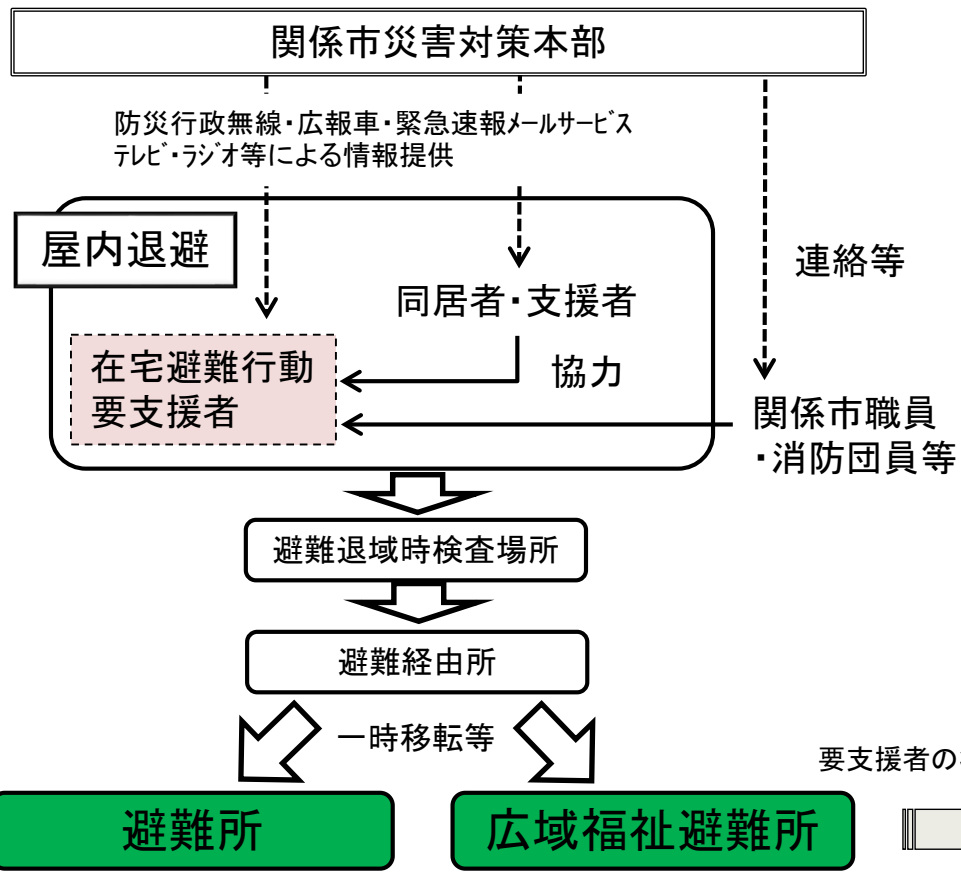 関係市災害対策本部
防災行政無線・広報車・緊急速報ﾒｰﾙｻｰﾋﾞｽ
ﾃﾚﾋﾞ・ﾗｼﾞｵ等による情報提供
屋内退避
連絡等
同居者・支援者
在宅避難行動
要支援者
協力
関係市職員
・消防団員等
避難退域時検査場所
避難経由所
一時移転等
要支援者の
避難所
広域福祉避難所